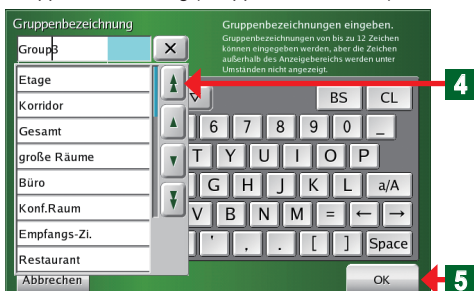 Gruppenbezeichnung
Gruppenbezeichnungen eingeben.
Gruppenbezeichnungen von bis zu 12 Zeichen
können eingegeben werden, aber die Zeichen
außerhalb des Anzeigebereichs werden unter
Umständen nicht angezeigt.
Group3
Etage
Korridor
Gesamt
große Räume
Büro
Konf.Raum
Empfangs-Zi.
Restaurant
BS CL
6 7 8 9 0 _
T Y U I O P
G H J K L a/A
V B N M = ← →
' , . [ ] Space
Abbrechen
OK
4
5